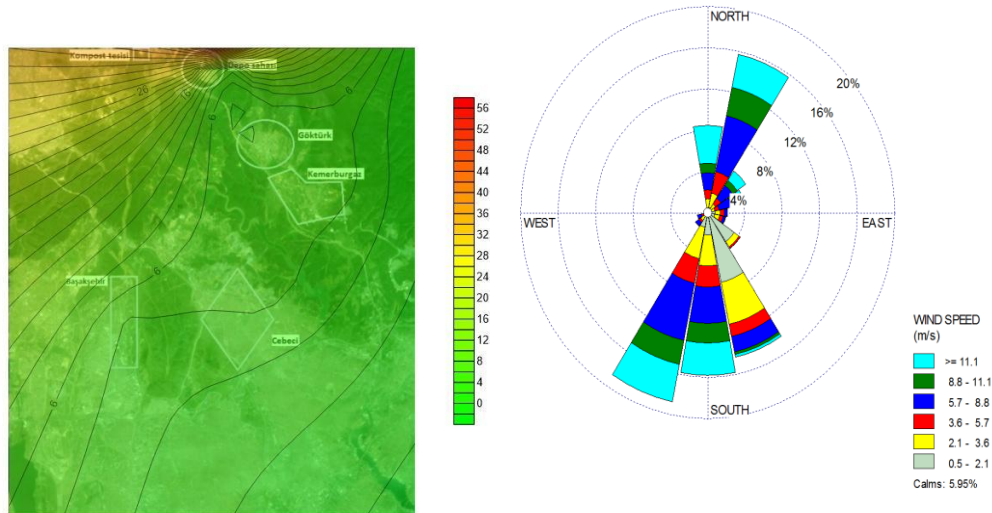 Kompost tesisi
Depo sahası
26
16
6
6
Göktürk
Kemerburgaz
6
6
Başakşehir
Cebeci
6
56
52
48
44
40
36
32
28
24
20
16
12
8
4
0
NORTH
20%
16%
12%
8%
4%
WEST
EAST
SOUTH
WIND SPEED
(m/s)
>= 11.1
8.8 - 11.1
5.7 - 8.8
3.6 - 5.7
2.1 - 3.6
0.5 - 2.1
Calms: 5.95%